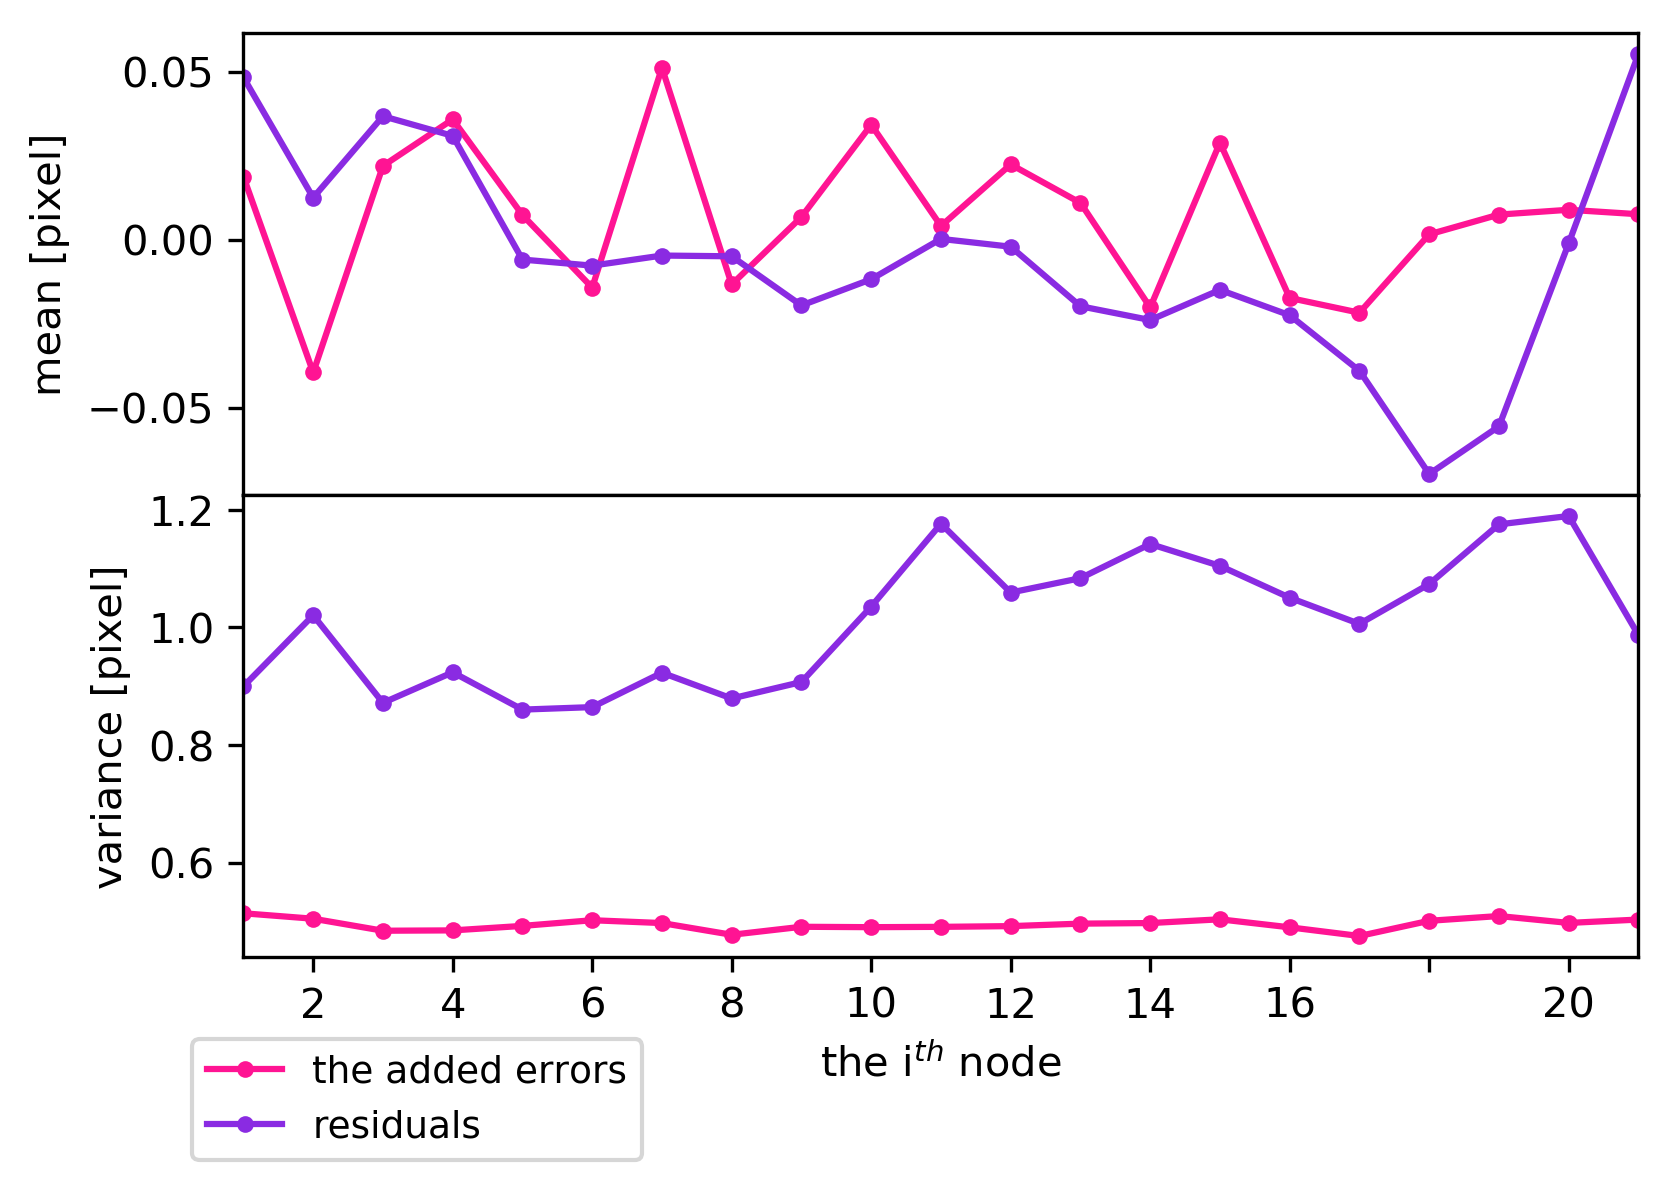 mean [pixel]
0.05
0.00
−0.05
variance [pixel]
1.2
1.0
0.8
0.6
2 4 6 8 10 12 14 16 20
the i^th node
the added errors
residuals